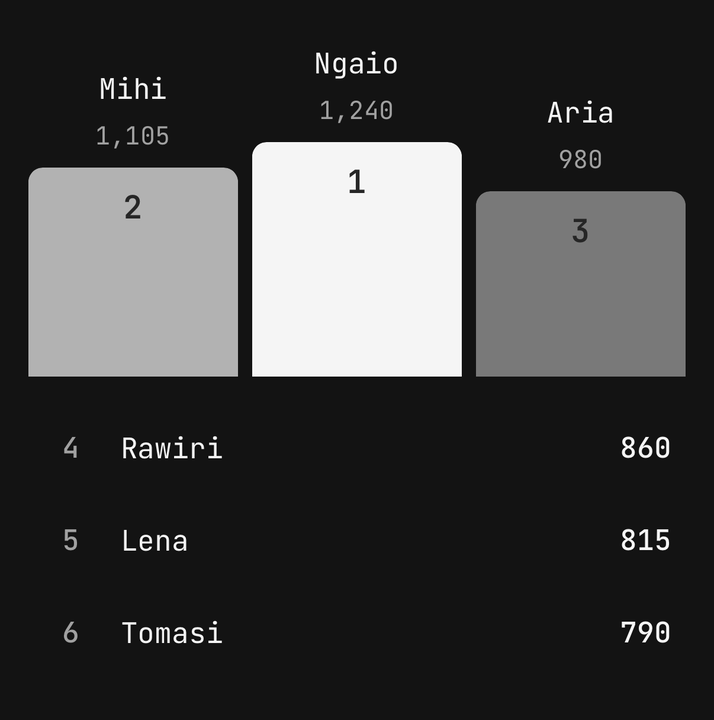 Mihi
1,105
2
Ngaio
1,240
1
Aria
980
3
4 Rawiri 860
5 Lena 815
6 Tomasi 790